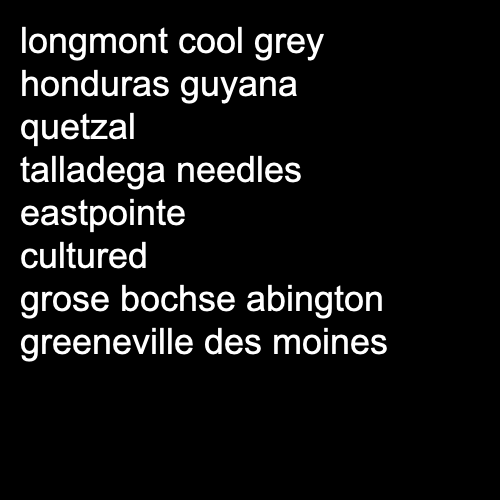 longmont cool grey
honduras guyana
quetzal
talladega needles
eastpointe
cultured
grose bochse abington
greeneville des moines